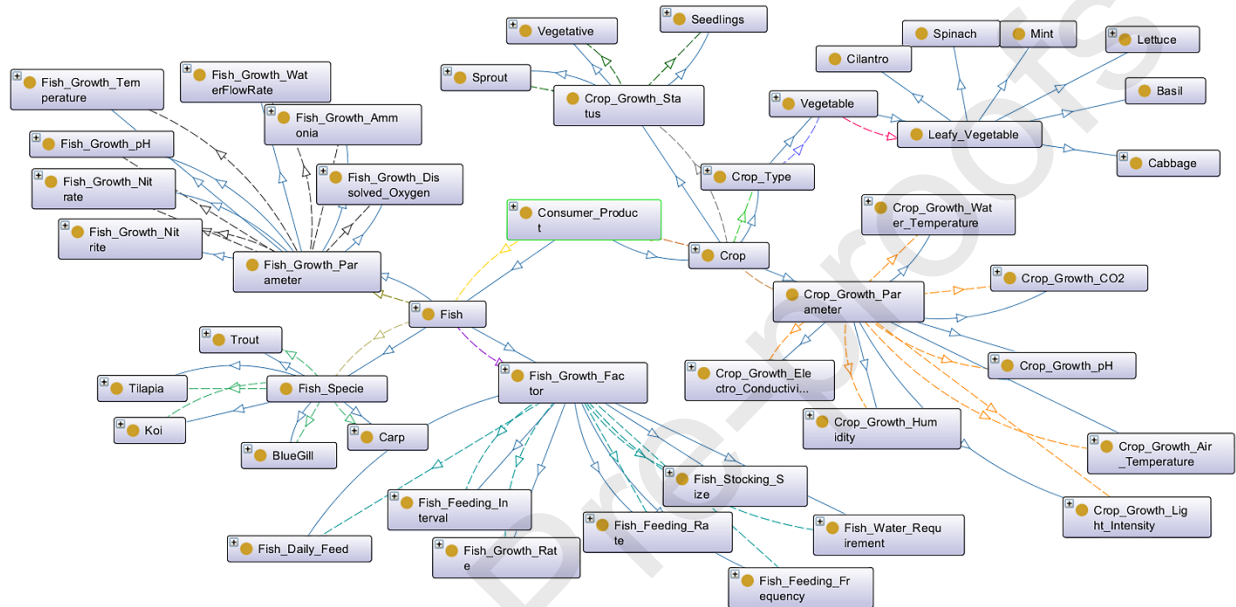 Seedlings
Vegetative
Spinach
Mint
Lettuce
Cilantro
Fish_Growth_Tem
perature
Fish_Growth_Wat
erFlowRate
Sprout
Crop_Growth_Sta
tus
Vegetable
Basil
Fish_Growth_Amm
onia
Leafy_Vegetable
Fish_Growth_pH
Cabbage
Fish_Growth_Nit
rate
Fish_Growth_Dis
solved_Oxygen
Crop_Type
Fish_Growth_Nit
rite
Consumer_Produc
t
Crop_Growth_Wat
er_Temperature
Crop
Fish_Growth_Par
ameter
Crop_Growth_CO2
Crop_Growth_Par
ameter
Fish
Trout
Crop_Growth_pH
Tilapia
Fish_Specie
Fish_Growth_Fac
tor
Crop_Growth_Ele
ctro_Conductivi...
Koi
Carp
Crop_Growth_Hum
idity
BlueGill
Crop_Growth_Air
_Temperature
Fish_Stocking_S
ize
Fish_Feeding_In
terval
Crop_Growth_Lig
ht_Intensity
Fish_Feeding_Ra
te
Fish_Water_Requ
irement
Fish_Daily_Feed
Fish_Growth_Rat
e
Fish_Feeding_Fr
equency
Pre-proofs